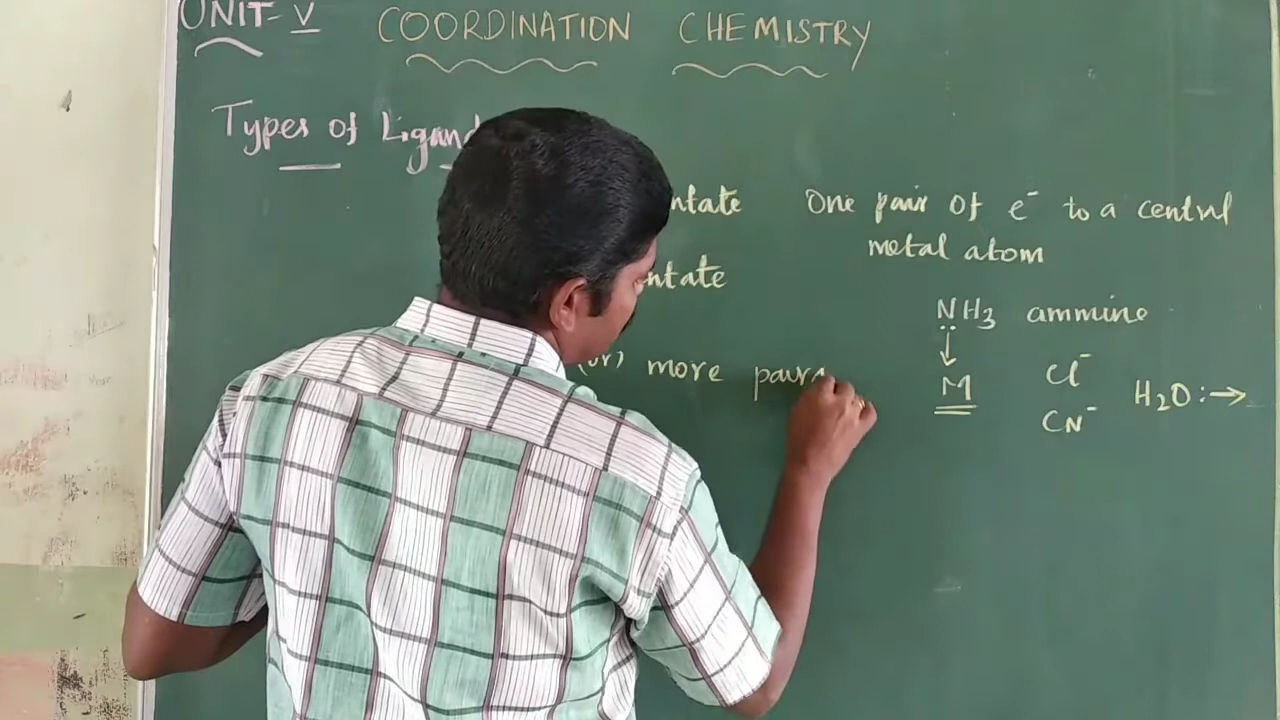 UNIT-V COORDINATION CHEMISTRY
Types of Ligand
ntate One pair of e⁻ to a central
metal atom
ntate
NH3 ammine
(or) more pairs
M Cl⁻
H2O:→
CN⁻